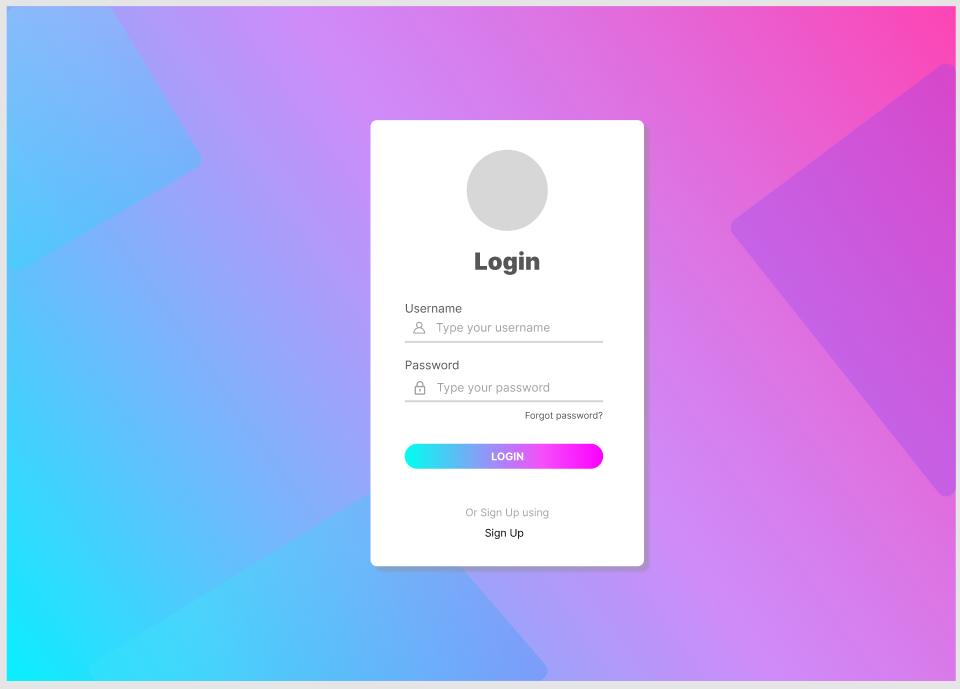 Login
Username
Type your username
Password
Type your password
Forgot password?
LOGIN
Or Sign Up using
Sign Up